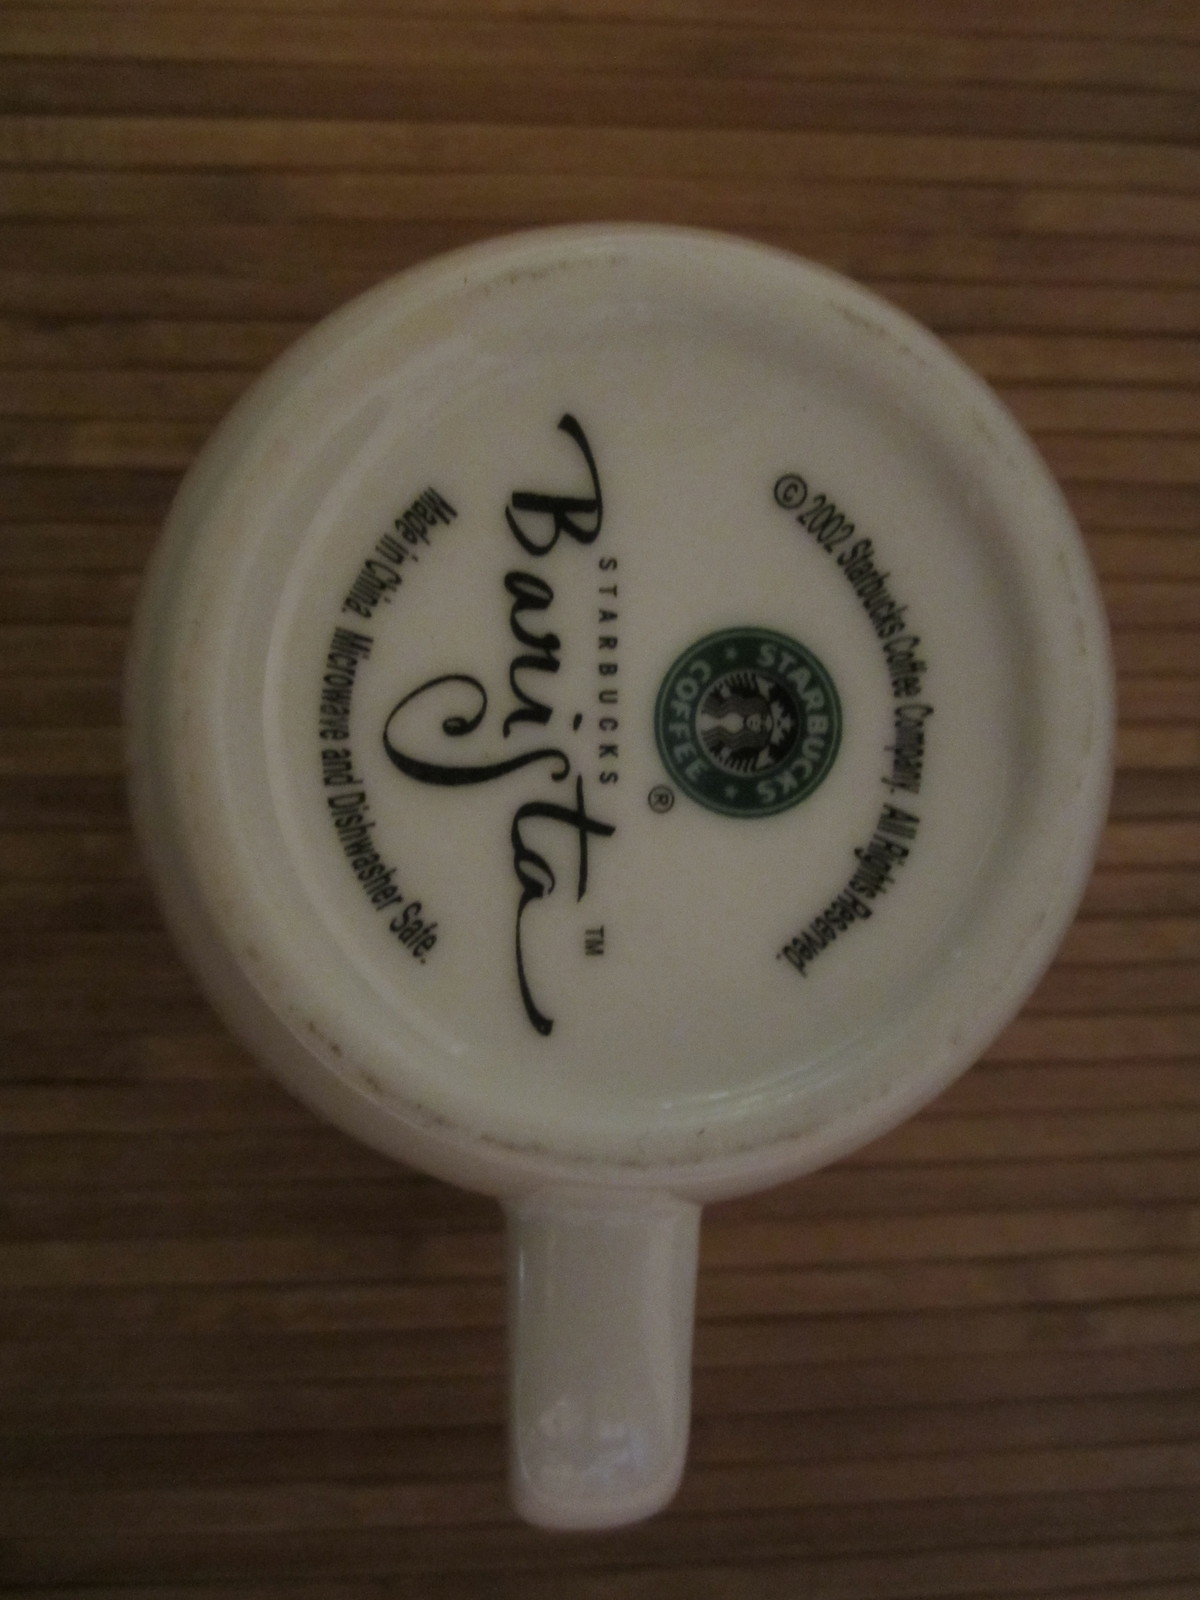 © 2002 Starbucks Coffee Company. All Rights Reserved.
STARBUCKS
COFFEE
®
STARBUCKS
Barista ™
Made in China. Microwave and Dishwasher Safe.